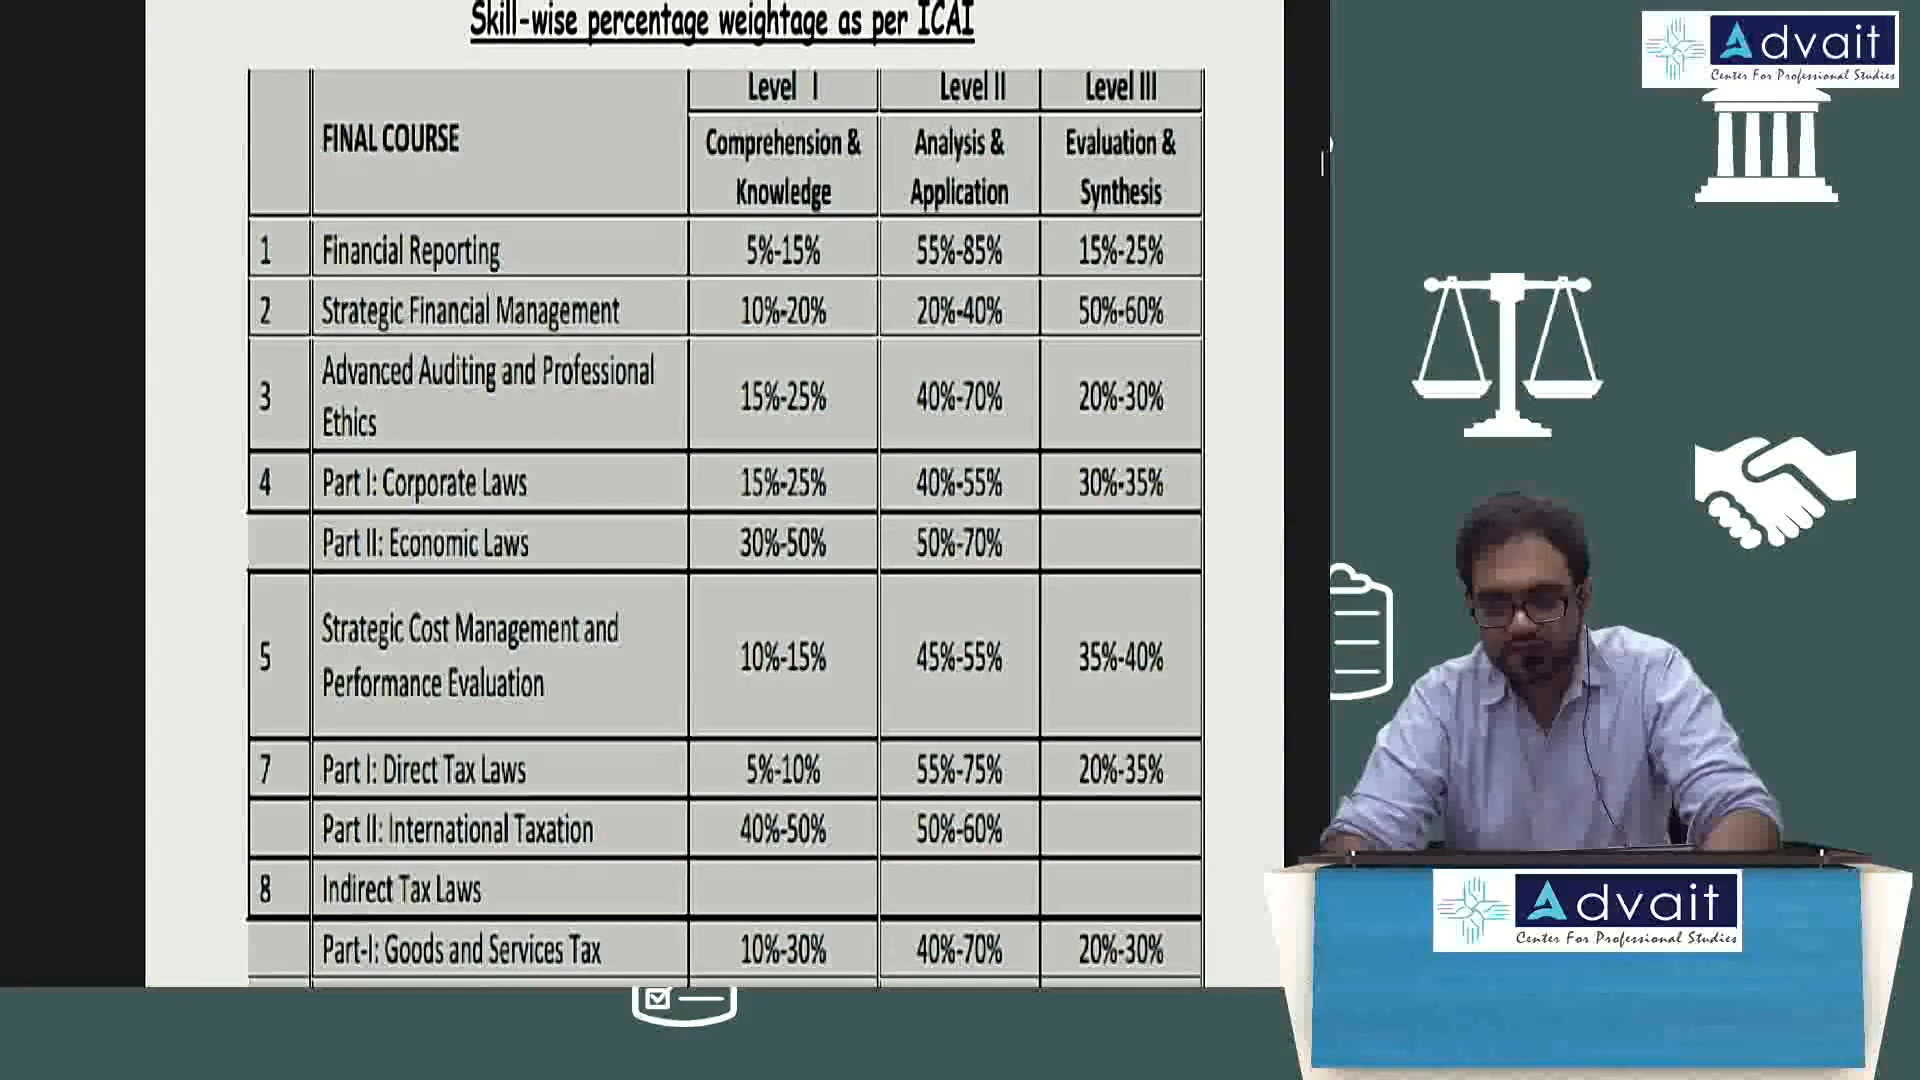 Skill-wise percentage weightage as per ICAI
FINAL COURSE
Level I
Level II
Level III
Comprehension &
Knowledge
Analysis &
Application
Evaluation &
Synthesis
1 Financial Reporting 5%-15% 55%-85% 15%-25%
2 Strategic Financial Management 10%-20% 20%-40% 50%-60%
3 Advanced Auditing and Professional
Ethics 15%-25% 40%-70% 20%-30%
4 Part I: Corporate Laws 15%-25% 40%-55% 30%-35%
Part II: Economic Laws 30%-50% 50%-70%
5 Strategic Cost Management and
Performance Evaluation 10%-15% 45%-55% 35%-40%
7 Part I: Direct Tax Laws 5%-10% 55%-75% 20%-35%
Part II: International Taxation 40%-50% 50%-60%
8 Indirect Tax Laws
Part-I: Goods and Services Tax 10%-30% 40%-70% 20%-30%
Advait
Center For Professional Studies
Advait
Center For Professional Studies